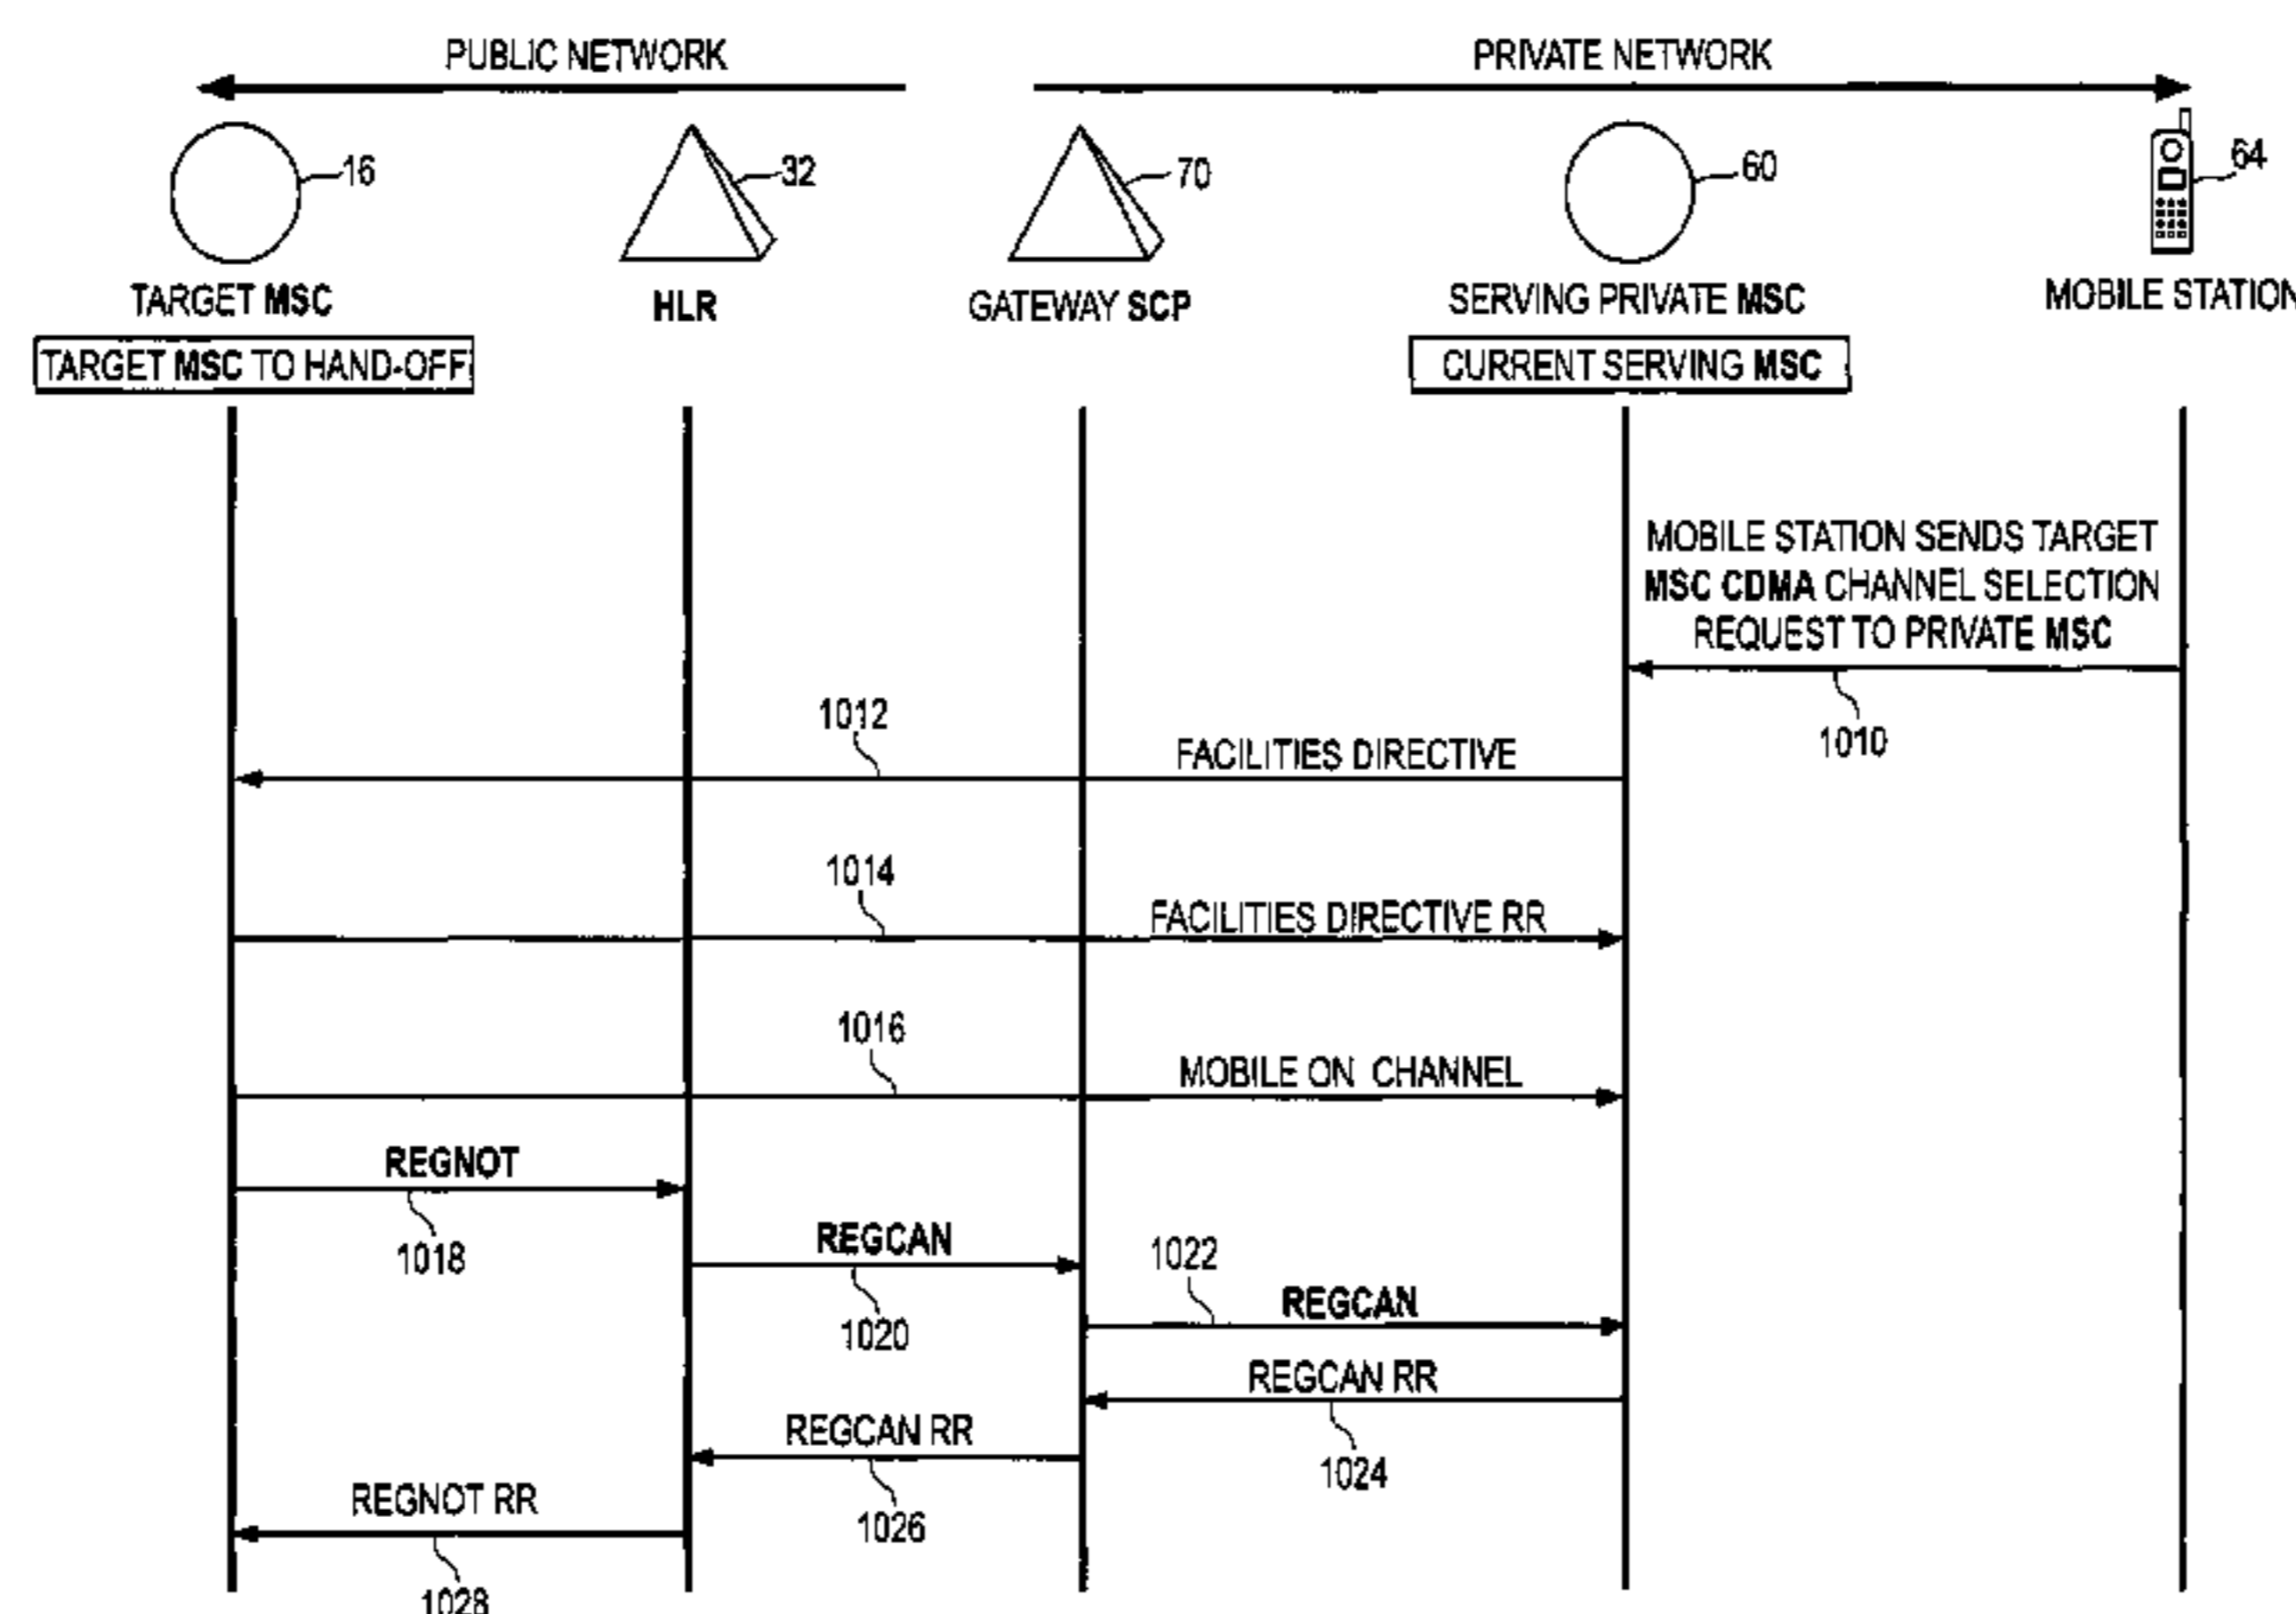 PUBLIC NETWORK
PRIVATE NETWORK
16
32
70
60
64
TARGET MSC
HLR
GATEWAY SCP
SERVING PRIVATE MSC
MOBILE STATION
TARGET MSC TO HAND-OFF
CURRENT SERVING MSC
MOBILE STATION SENDS TARGET
MSC CDMA CHANNEL SELECTION
REQUEST TO PRIVATE MSC
1010
1012
FACILITIES DIRECTIVE
1014
FACILITIES DIRECTIVE RR
1016
MOBILE ON CHANNEL
REGNOT
1018
REGCAN
1020
1022
REGCAN
REGCAN RR
1024
REGCAN RR
1026
REGNOT RR
1028